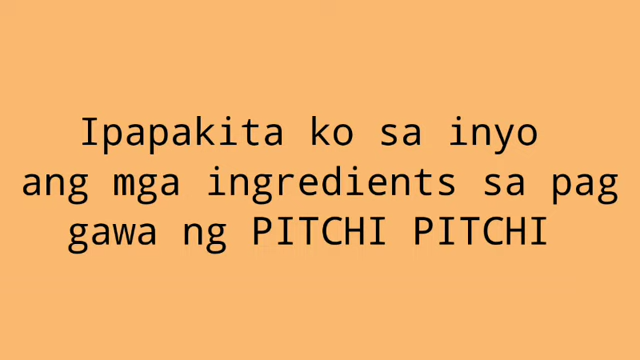 Ipapakita ko sa inyo
ang mga ingredients sa pag
gawa ng PITCHI PITCHI